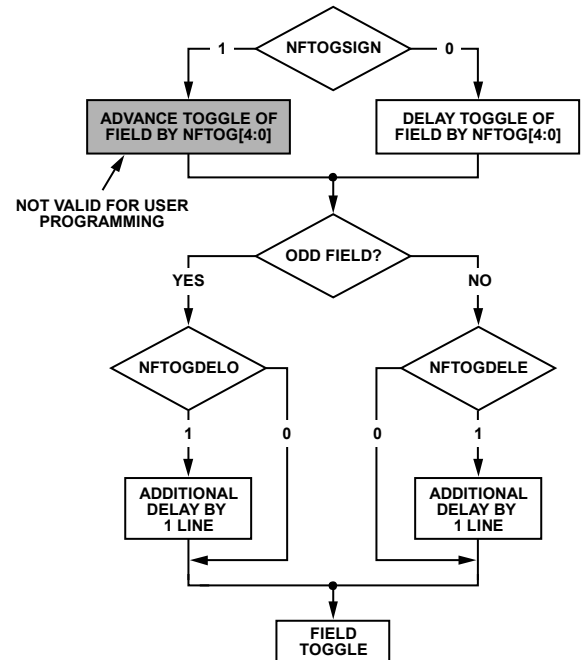 NFTOGSIGN
1
0
ADVANCE TOGGLE OF
FIELD BY NFTOG[4:0]
DELAY TOGGLE OF
FIELD BY NFTOG[4:0]
NOT VALID FOR USER
PROGRAMMING
ODD FIELD?
YES
NO
NFTOGDELO
NFTOGDELE
1
0
0
1
ADDITIONAL
DELAY BY
1 LINE
ADDITIONAL
DELAY BY
1 LINE
FIELD
TOGGLE